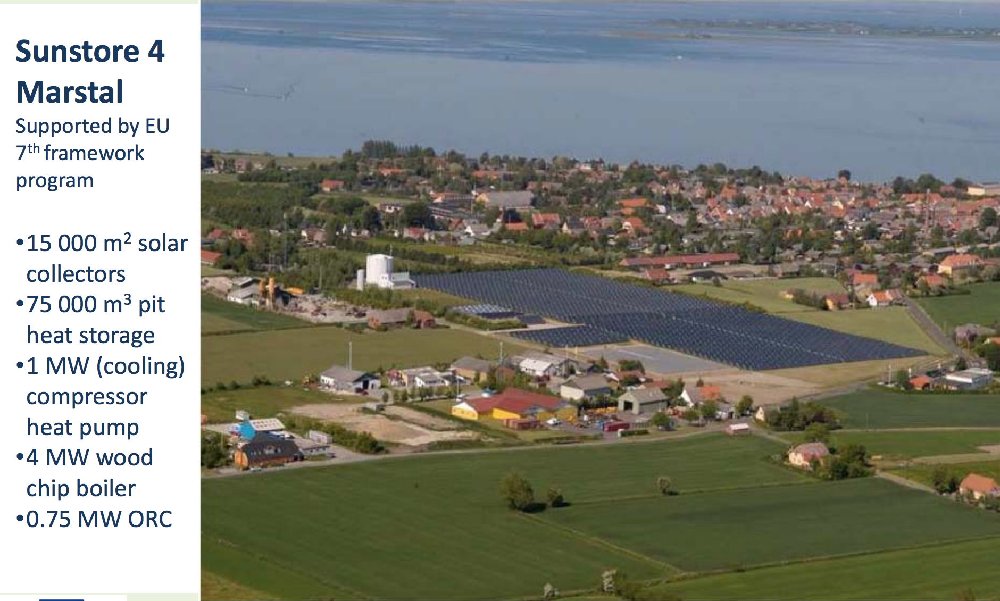 Sunstore 4
Marstal
Supported by EU
7th framework
program
•15 000 m² solar
collectors
•75 000 m³ pit
heat storage
•1 MW (cooling)
compressor
heat pump
•4 MW wood
chip boiler
•0.75 MW ORC